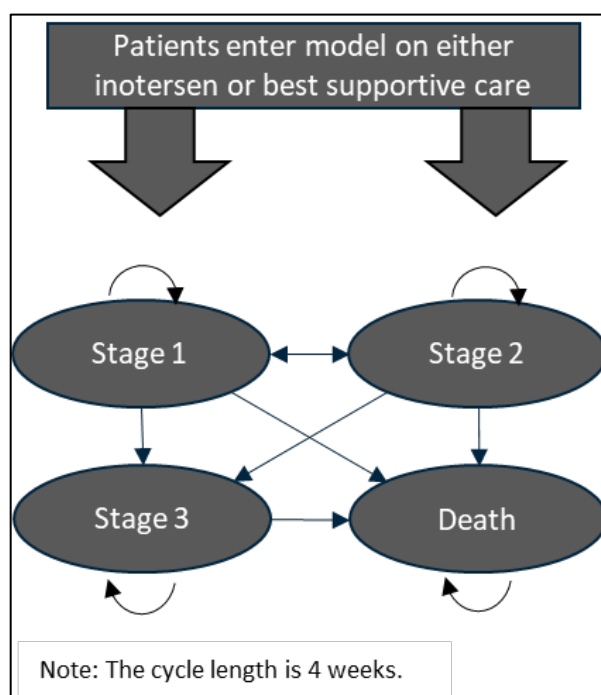 Patients enter model on either
inotersen or best supportive care
Stage 1
Stage 2
Stage 3
Death
Note: The cycle length is 4 weeks.